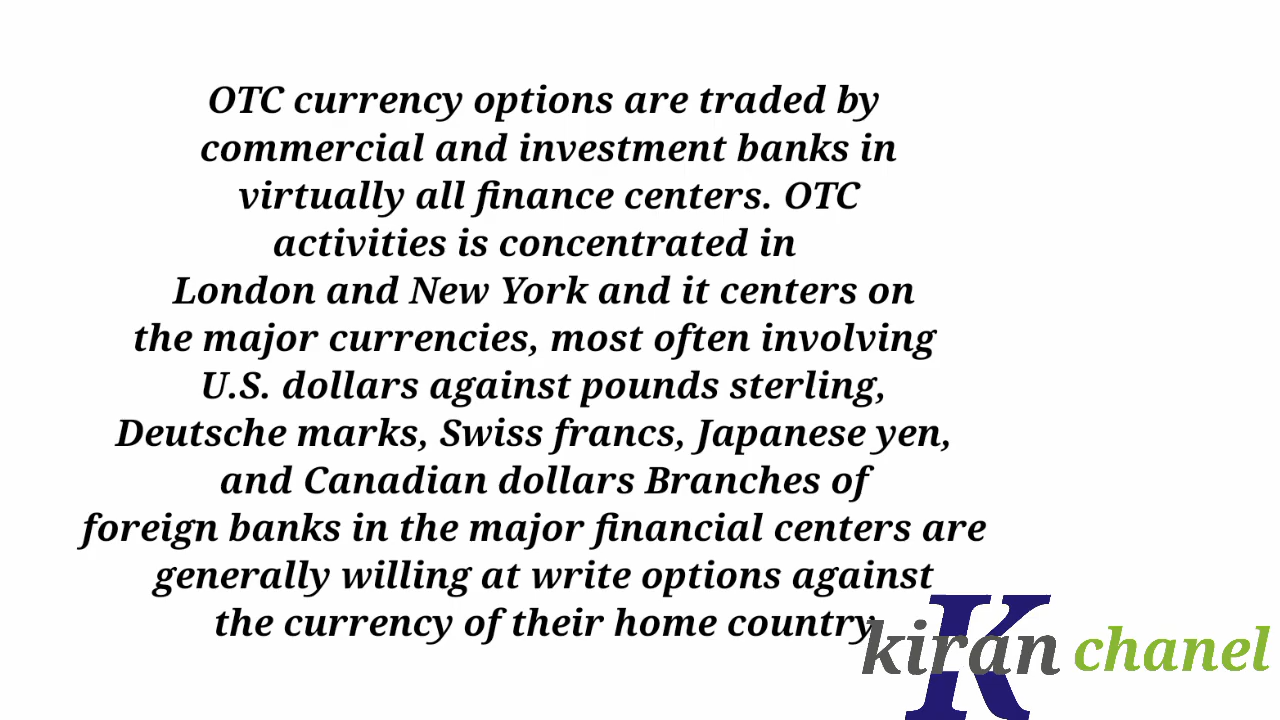 OTC currency options are traded by
commercial and investment banks in
virtually all finance centers. OTC
activities is concentrated in
London and New York and it centers on
the major currencies, most often involving
U.S. dollars against pounds sterling,
Deutsche marks, Swiss francs, Japanese yen,
and Canadian dollars Branches of
foreign banks in the major financial centers are
generally willing at write options against
the currency of their home country
K
kiran chanel